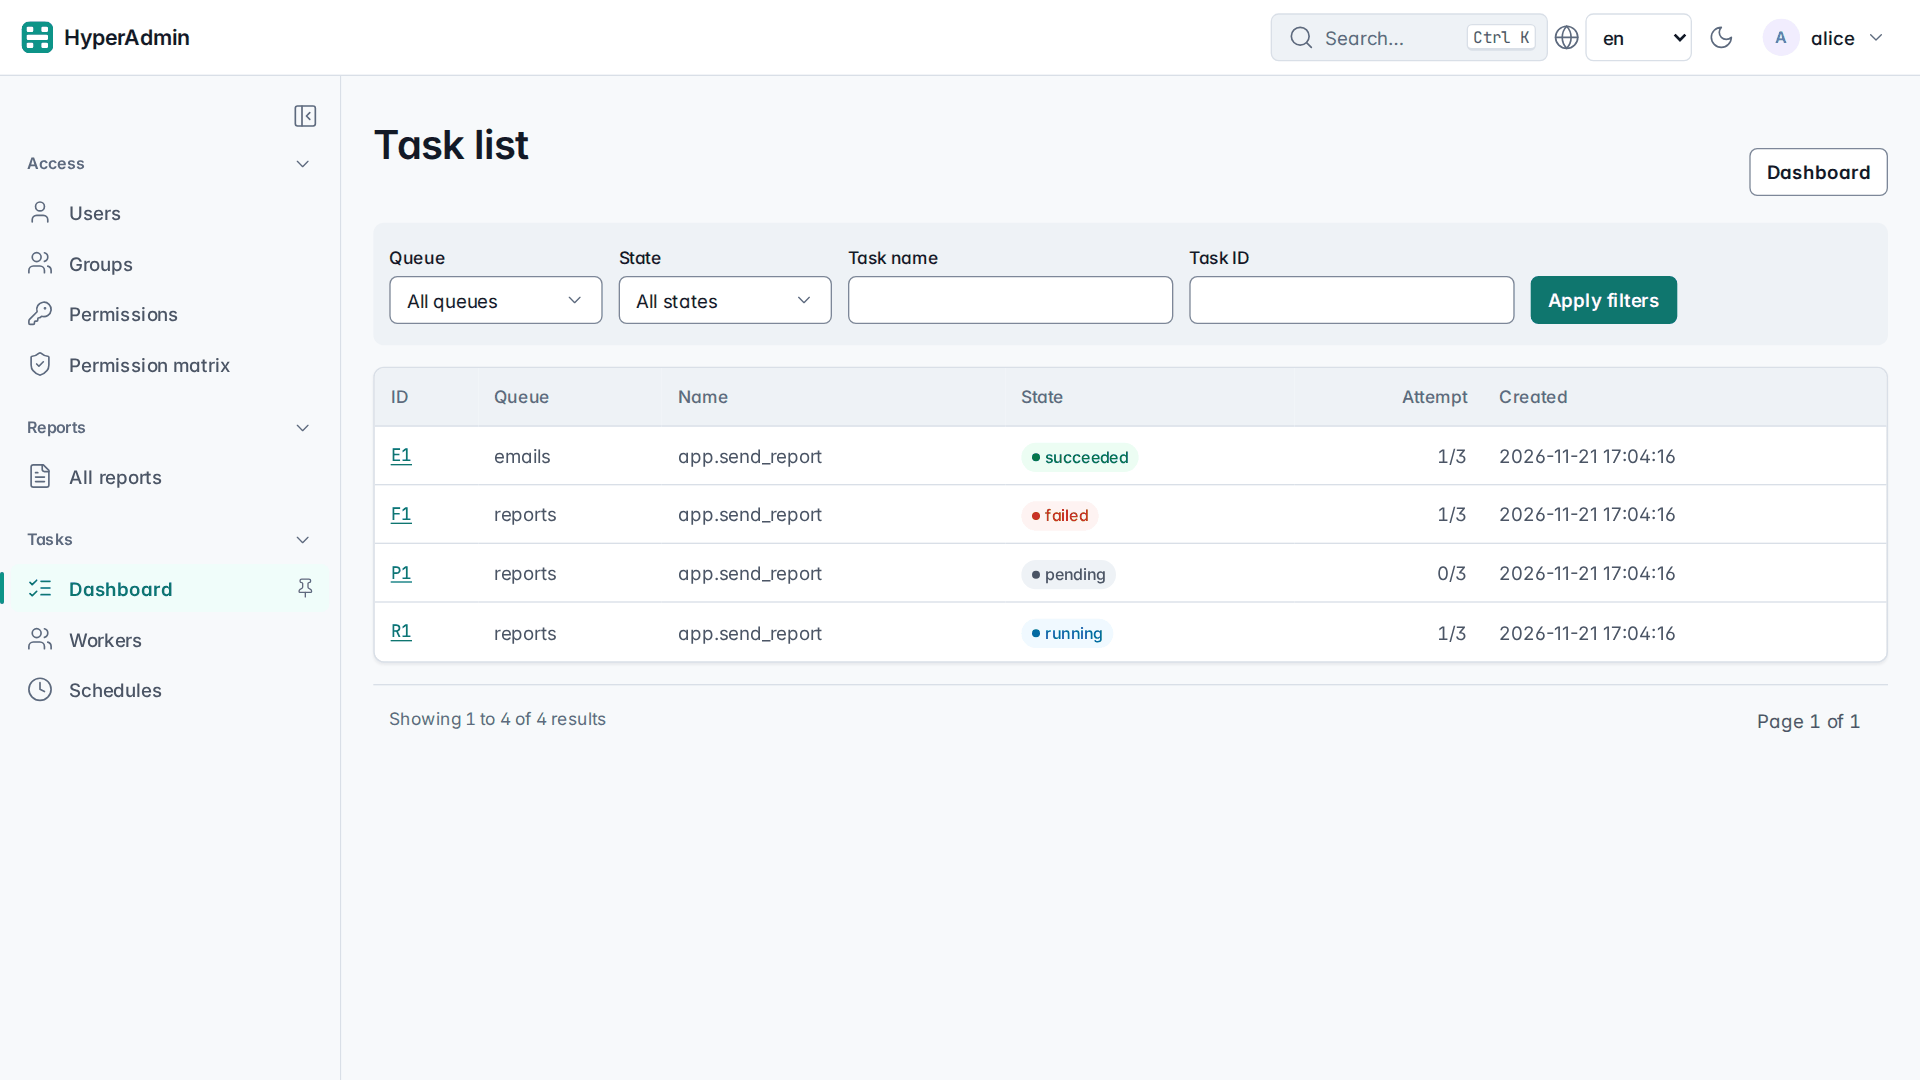 HyperAdmin
Search... Ctrl K
en
A alice
Access
Users
Groups
Permissions
Permission matrix
Reports
All reports
Tasks
Dashboard
Workers
Schedules
Task list
Dashboard
Queue State Task name Task ID
All queues All states Apply filters
ID Queue Name State Attempt Created
E1 emails app.send_report succeeded 1/3 2026-11-21 17:04:16
F1 reports app.send_report failed 1/3 2026-11-21 17:04:16
P1 reports app.send_report pending 0/3 2026-11-21 17:04:16
R1 reports app.send_report running 1/3 2026-11-21 17:04:16
Showing 1 to 4 of 4 results
Page 1 of 1